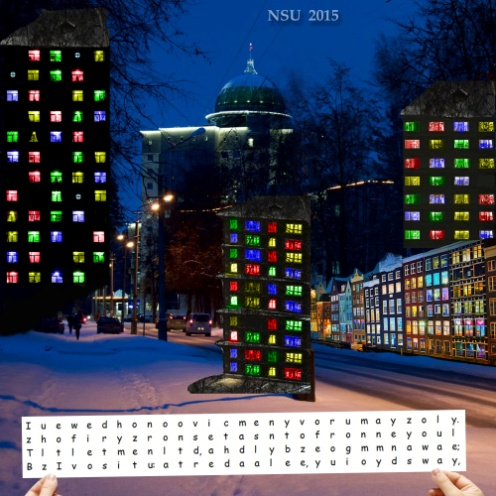 NSU 2015
I u e w e d h o n o o v i c m e n y v o r u m a y z o l y.
z h o f i r y z r o n s e t a s n t o f r o n n e y o u l
T l t l e t m e n l t d, a h d l y b z e o g m m n a w a e;
B z I v o s i t u a t r e d a a l e e, y u i o y d s w a y,